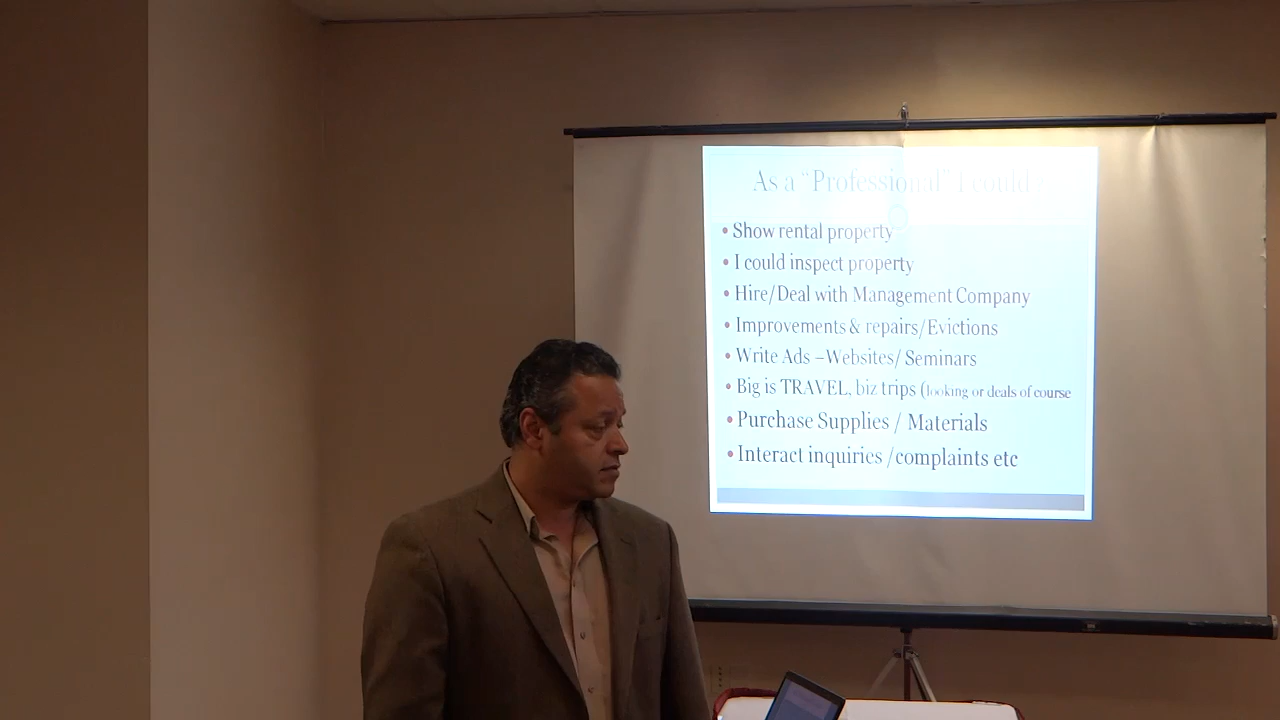 As a “Professional” I could
• Show rental property
• I could inspect property
• Hire/Deal with Management Company
• Improvements & repairs/Evictions
• Write Ads –Websites/ Seminars
• Big is TRAVEL, biz trips (looking or deals of course
• Purchase Supplies / Materials
• Interact inquiries /complaints etc